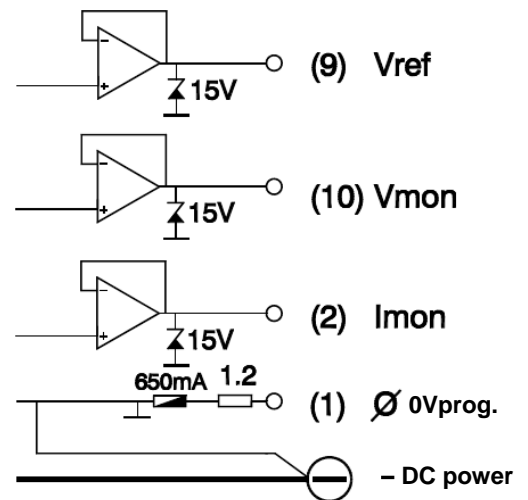 (9) Vref
15V
(10) Vmon
15V
(2) Imon
15V
650mA 1.2
(1) Ø 0Vprog.
– DC power